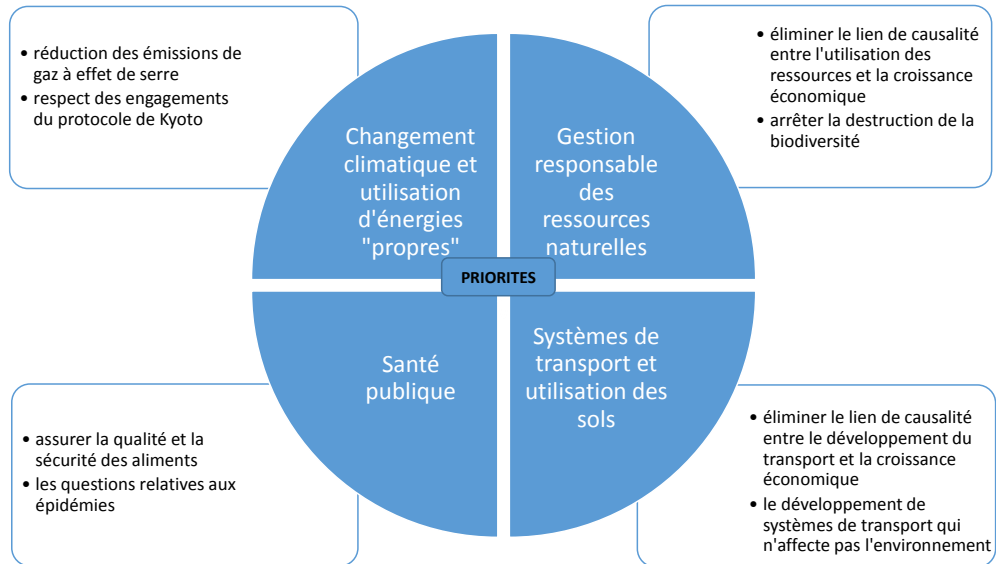 • réduction des émissions de
gaz à effet de serre
• respect des engagements
du protocole de Kyoto
Changement
climatique et
utilisation
d'énergies
"propres"
Gestion
responsable
des
ressources
naturelles
• éliminer le lien de causalité
entre l'utilisation des
ressources et la croissance
économique
• arrêter la destruction de la
biodiversité
PRIORITES
• assurer la qualité et la
sécurité des aliments
• les questions relatives aux
épidémies
Santé
publique
Systèmes de
transport et
utilisation des
sols
• éliminer le lien de causalité
entre le développement du
transport et la croissance
économique
• le développement de
systèmes de transport qui
n'affecte pas l'environnement